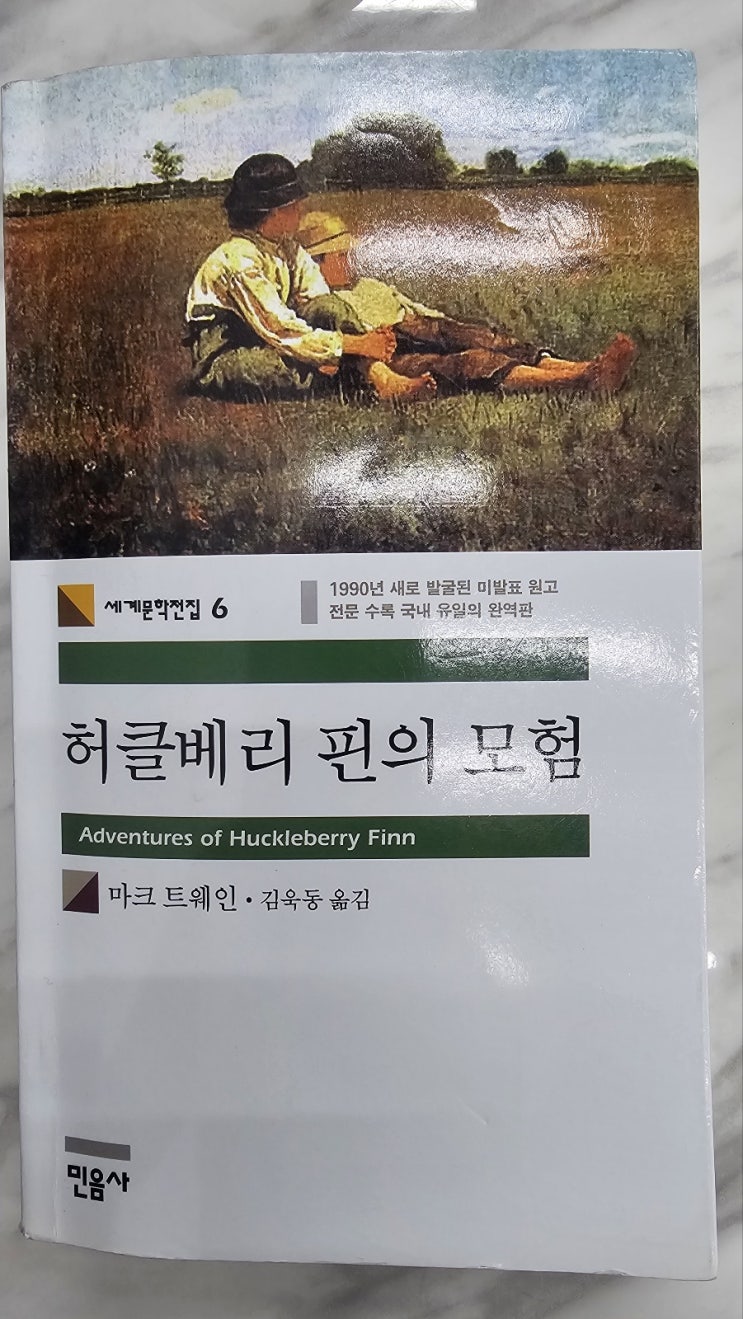 세계문학전집 6
1990년 새로 발굴된 미발표 원고
전문 수록 국내 유일의 완역판
허클베리 핀의 모험
Adventures of Huckleberry Finn
마크 트웨인 · 김욱동 옮김
민음사